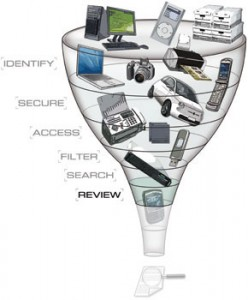 IDENTIFY
SECURE
ACCESS
FILTER
SEARCH
REVIEW